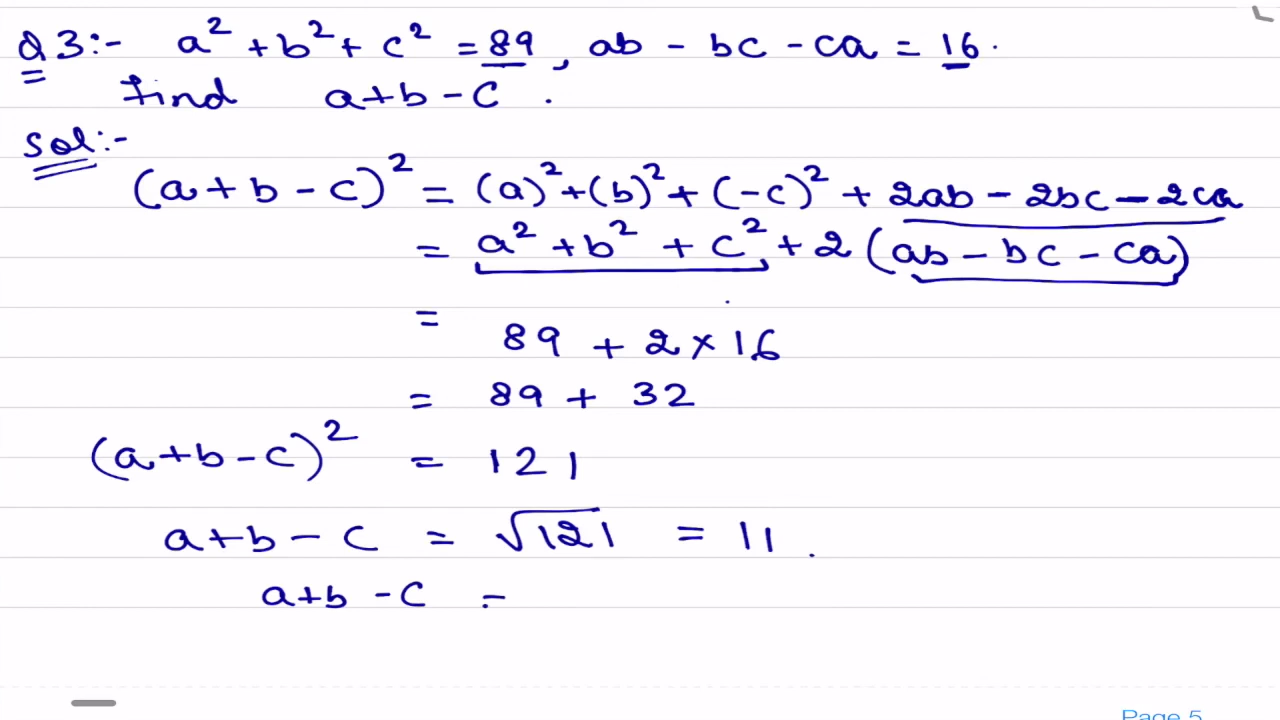 Q3:- a² + b² + c² = 89, ab - bc - ca = 16.
find a+b-c.
Sol:-
(a+b-c)² = (a)²+(b)²+(-c)² + 2ab - 2bc - 2ca
= a² + b² + c² + 2(ab - bc - ca)
= 89 + 2 × 16
= 89 + 32
(a+b-c)² = 121
a+b-c = √121 = 11.
a+b-c =
Page 5